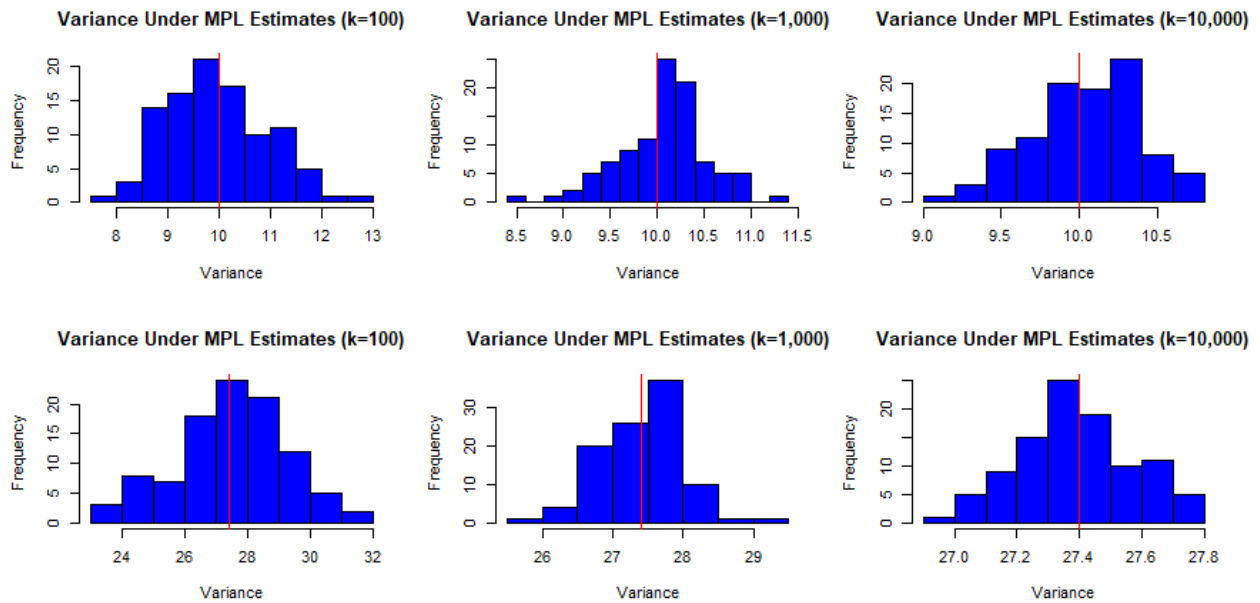 Variance Under MPL Estimates (k=100)
Frequency
0 5 10 15 20
8 9 10 11 12 13
Variance
Variance Under MPL Estimates (k=1,000)
Frequency
0 5 10 20
8.5 9.0 9.5 10.0 10.5 11.0 11.5
Variance
Variance Under MPL Estimates (k=10,000)
Frequency
0 5 10 15 20
9.0 9.5 10.0 10.5
Variance
Variance Under MPL Estimates (k=100)
Frequency
0 5 10 15 20
24 26 28 30 32
Variance
Variance Under MPL Estimates (k=1,000)
Frequency
0 10 20 30
26 27 28 29
Variance
Variance Under MPL Estimates (k=10,000)
Frequency
0 5 10 20
27.0 27.2 27.4 27.6 27.8
Variance